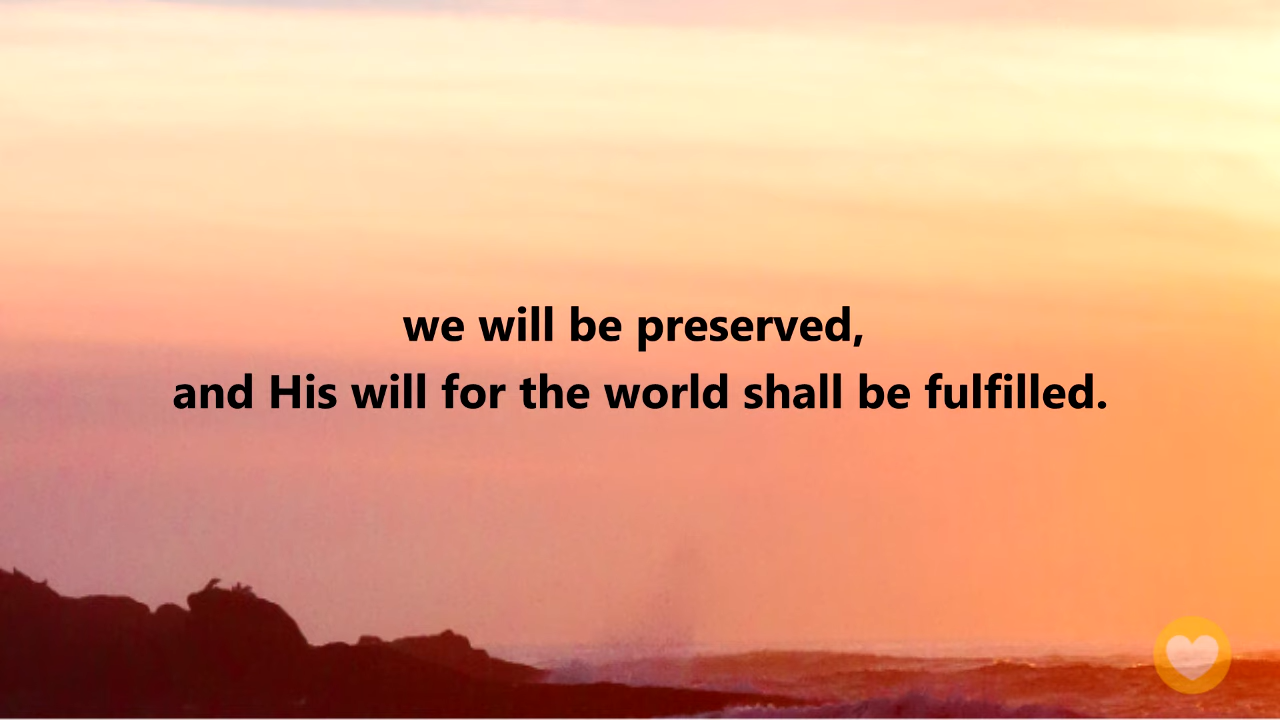 we will be preserved,
and His will for the world shall be fulfilled.